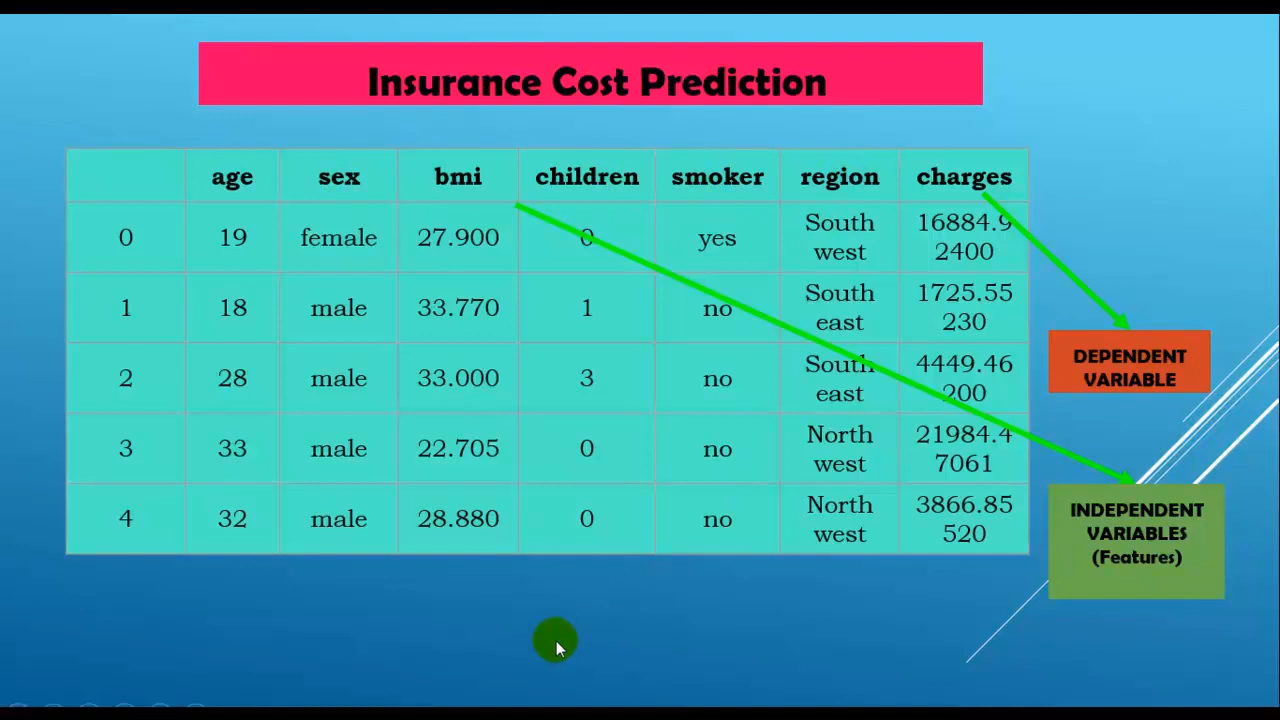 Insurance Cost Prediction
age sex bmi children smoker region charges
0 19 female 27.900 0 yes South west 16884.9 2400
1 18 male 33.770 1 no South east 1725.55 230
2 28 male 33.000 3 no South east 4449.46 200
3 33 male 22.705 0 no North west 21984.4 7061
4 32 male 28.880 0 no North west 3866.85 520
DEPENDENT
VARIABLE
INDEPENDENT
VARIABLES
(Features)